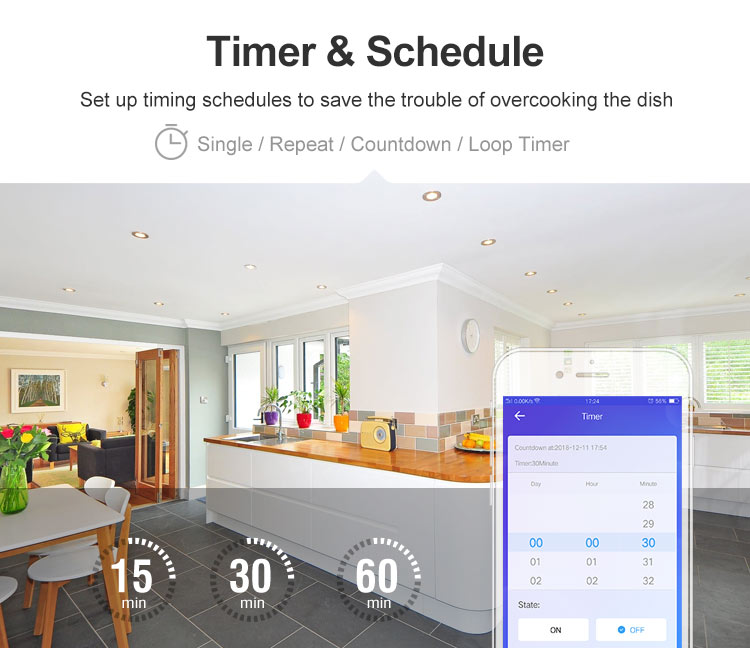 Timer & Schedule
Set up timing schedules to save the trouble of overcooking the dish
Single / Repeat / Countdown / Loop Timer
0.00K/s 17:24 56%
Timer
Countdown at:2018-12-11 17:54
Timer:30Minute
Day Hour Minute
28
29
00 00 30
01 01 31
02 02 32
State:
ON OFF
15 30 60
min min min